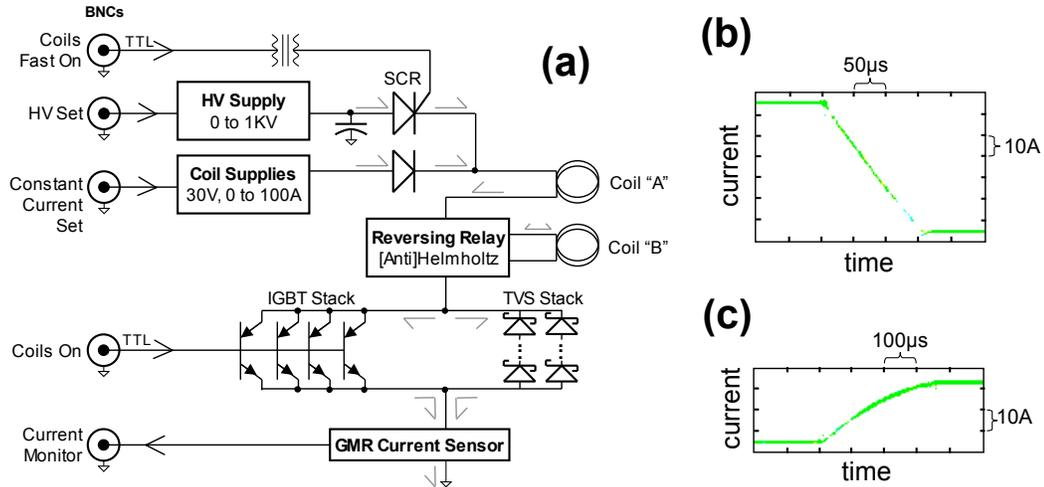 BNCs
Coils
Fast On
TTL
SCR
(a)
HV Set
HV Supply
0 to 1KV
Constant
Current
Set
Coil Supplies
30V, 0 to 100A
Coil “A”
Reversing Relay
[Anti]Helmholtz
Coil “B”
IGBT Stack
TVS Stack
Coils On
TTL
Current
Monitor
GMR Current Sensor
(b)
50µs
current
10A
time
(c)
100µs
current
10A
time